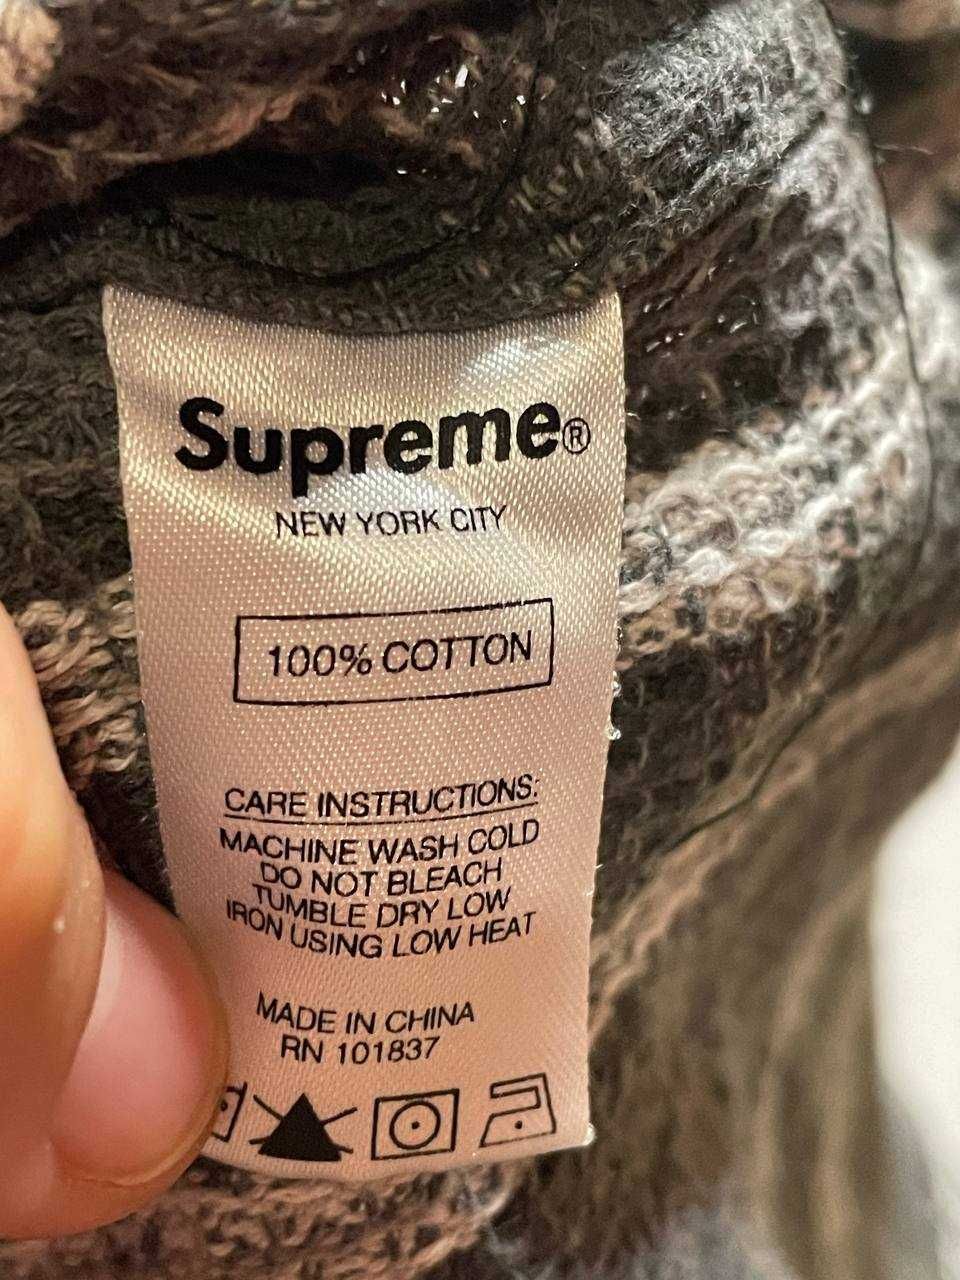 Supreme®
NEW YORK CITY
100% COTTON
CARE INSTRUCTIONS:
MACHINE WASH COLD
DO NOT BLEACH
TUMBLE DRY LOW
IRON USING LOW HEAT
MADE IN CHINA
RN 101837